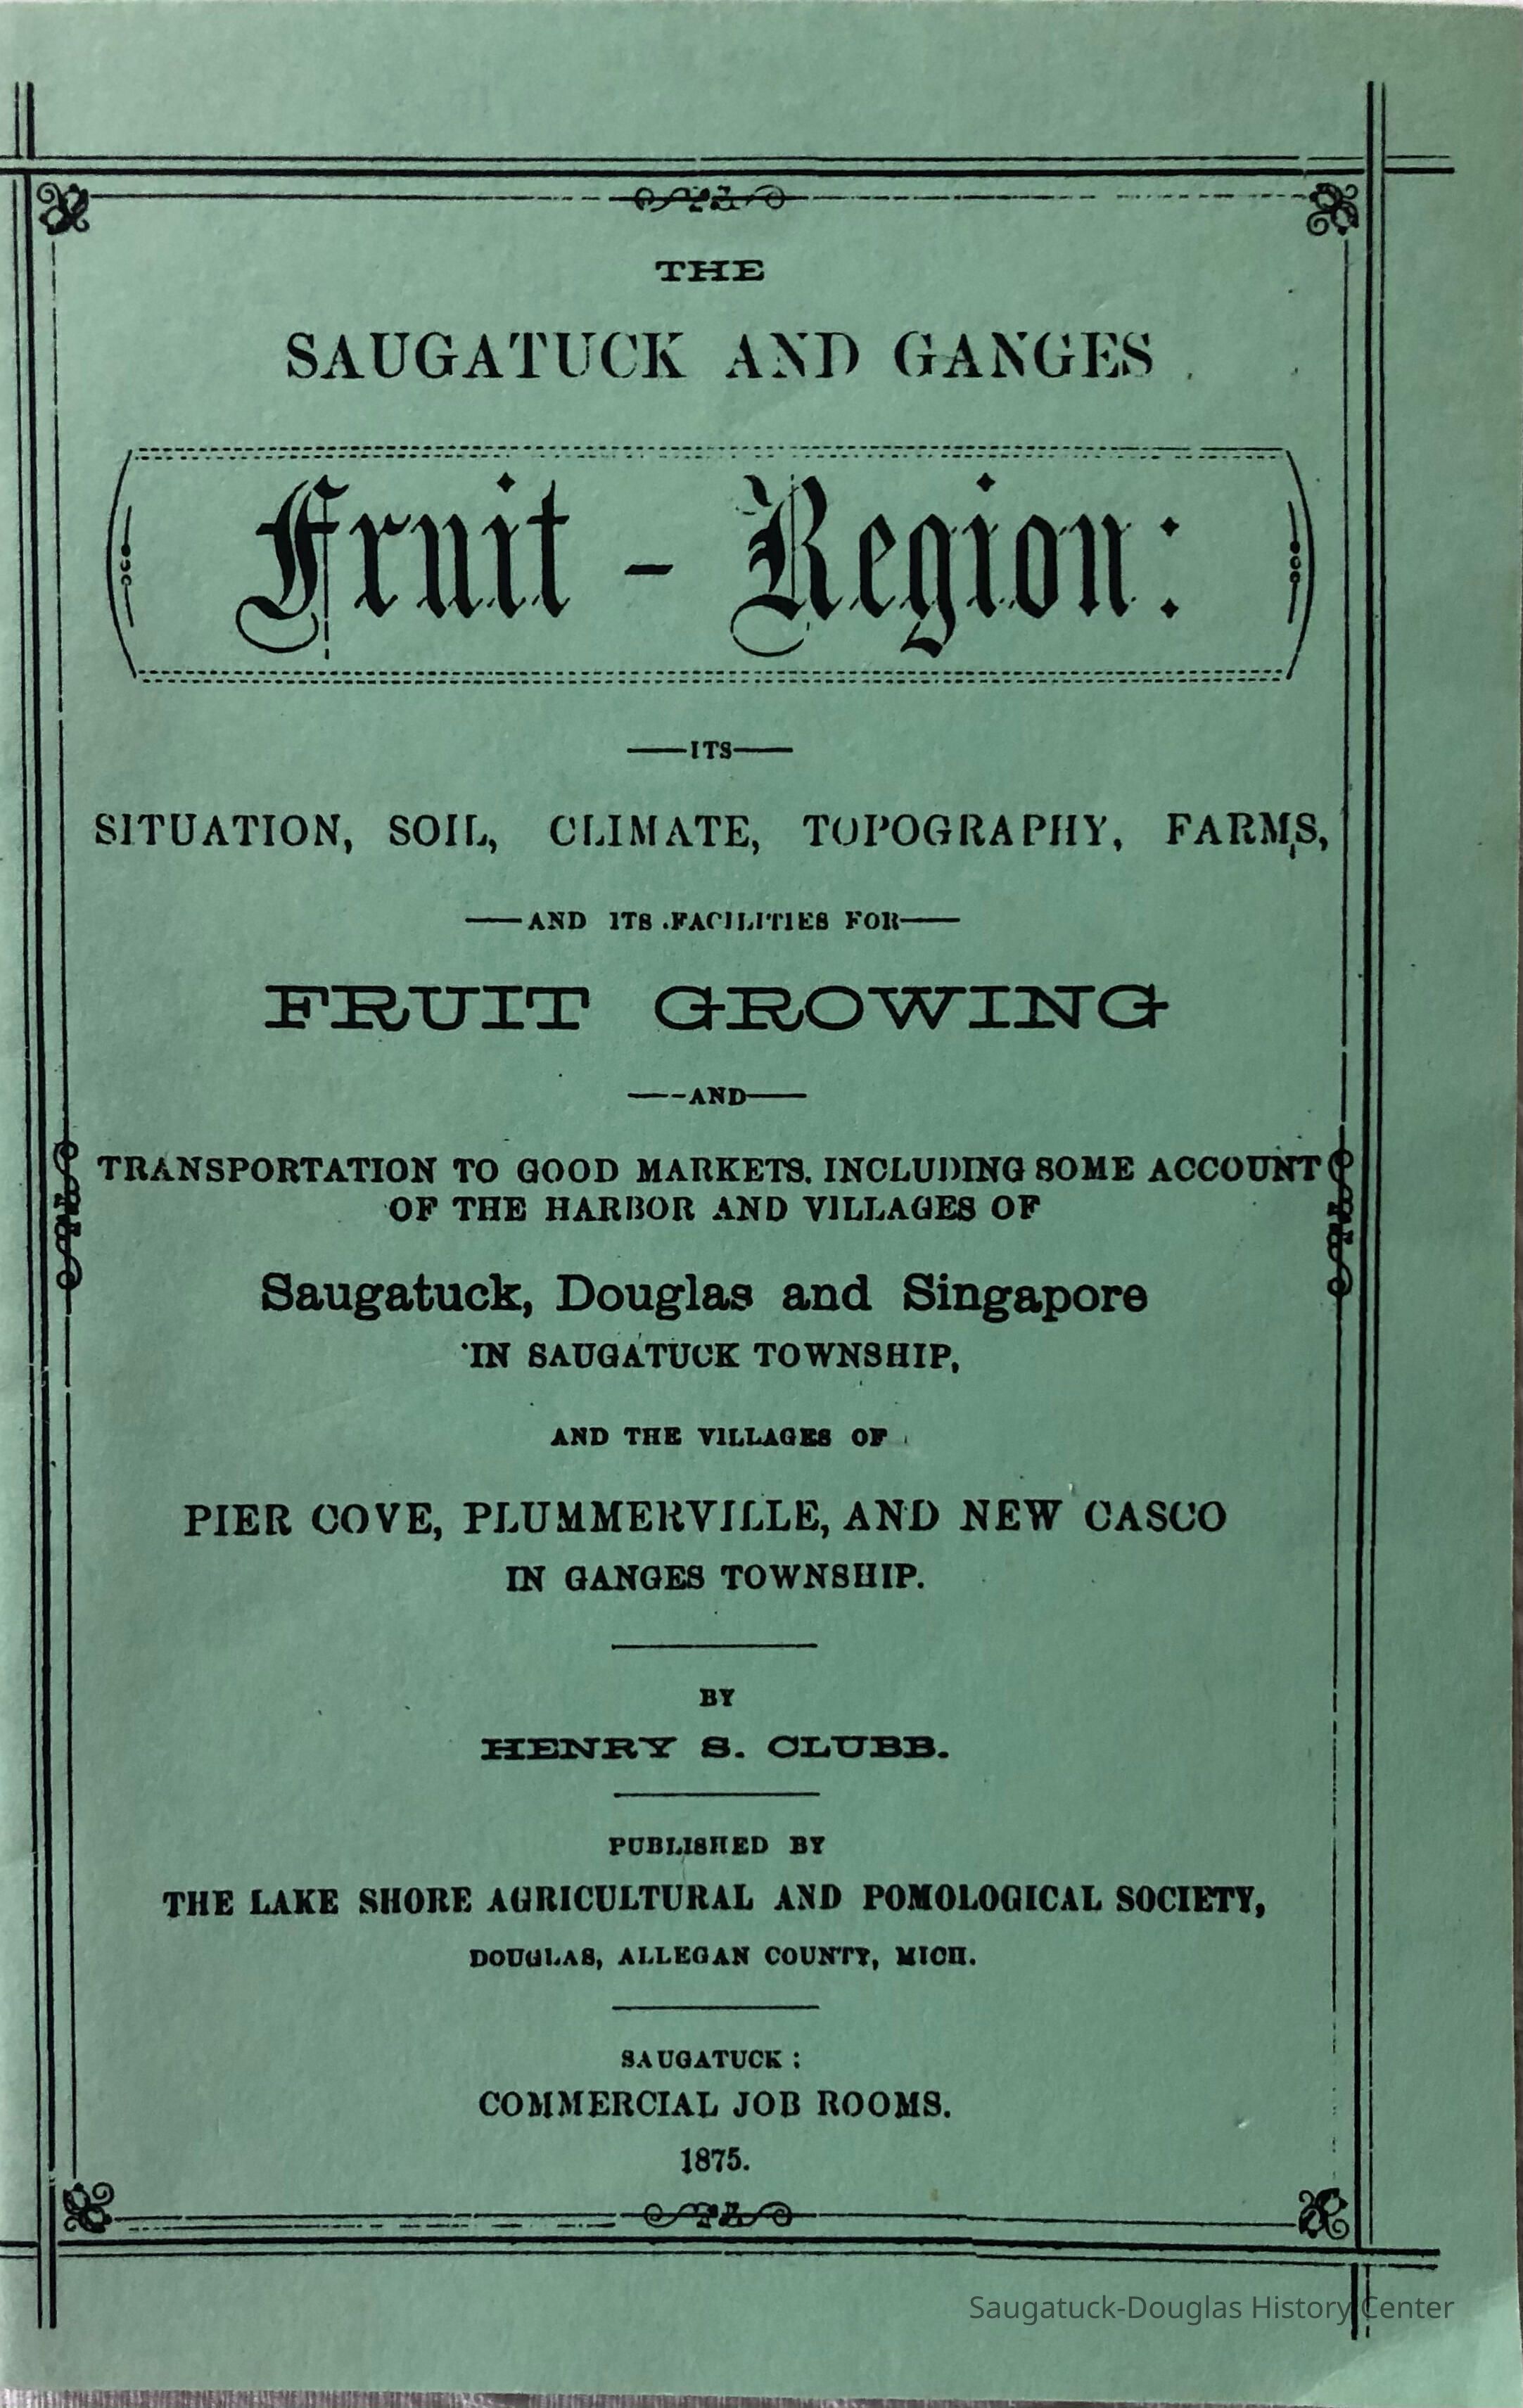 THE
SAUGATUCK AND GANGES
Fruit - Region:
—ITS—
SITUATION, SOIL, CLIMATE, TOPOGRAPHY, FARMS,
—AND ITS FACILITIES FOR—
FRUIT GROWING
—AND—
TRANSPORTATION TO GOOD MARKETS, INCLUDING SOME ACCOUNT
OF THE HARBOR AND VILLAGES OF
Saugatuck, Douglas and Singapore
IN SAUGATUCK TOWNSHIP,
AND THE VILLAGES OF
PIER COVE, PLUMMERVILLE, AND NEW CASCO
IN GANGES TOWNSHIP.
BY
HENRY S. CLUBB.
PUBLISHED BY
THE LAKE SHORE AGRICULTURAL AND POMOLOGICAL SOCIETY,
DOUGLAS, ALLEGAN COUNTY, MICH.
SAUGATUCK:
COMMERCIAL JOB ROOMS.
1875.
Saugatuck-Douglas History Center